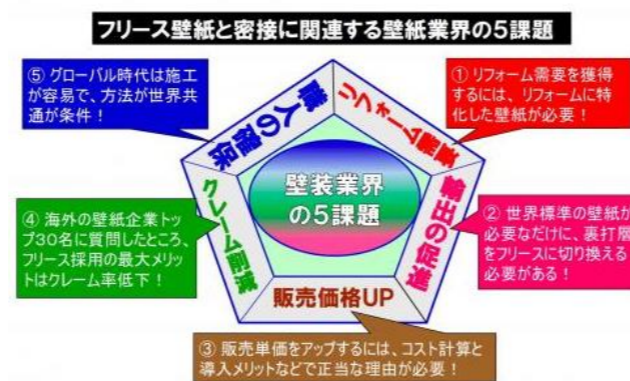 フリース壁紙と密接に関連する壁紙業界の5課題
⑤ グローバル時代は施工
が容易で、方法が世界共
通が条件！
① リフォーム需要を獲得
するには、リフォームに特
化した壁紙が必要！
職人の確保
リフォーム需要
壁装業界
の5課題
クレーム削減
輸出の促進
販売価格UP
④ 海外の壁紙企業トッ
プ30名に質問したところ、
フリース採用の最大メリッ
トはクレーム率低下！
② 世界標準の壁紙が
必要なだけに、裏打層
をフリースに切り換える
必要がある！
③ 販売単価をアップするには、コスト計算と
導入メリットなどで正当な理由が必要！